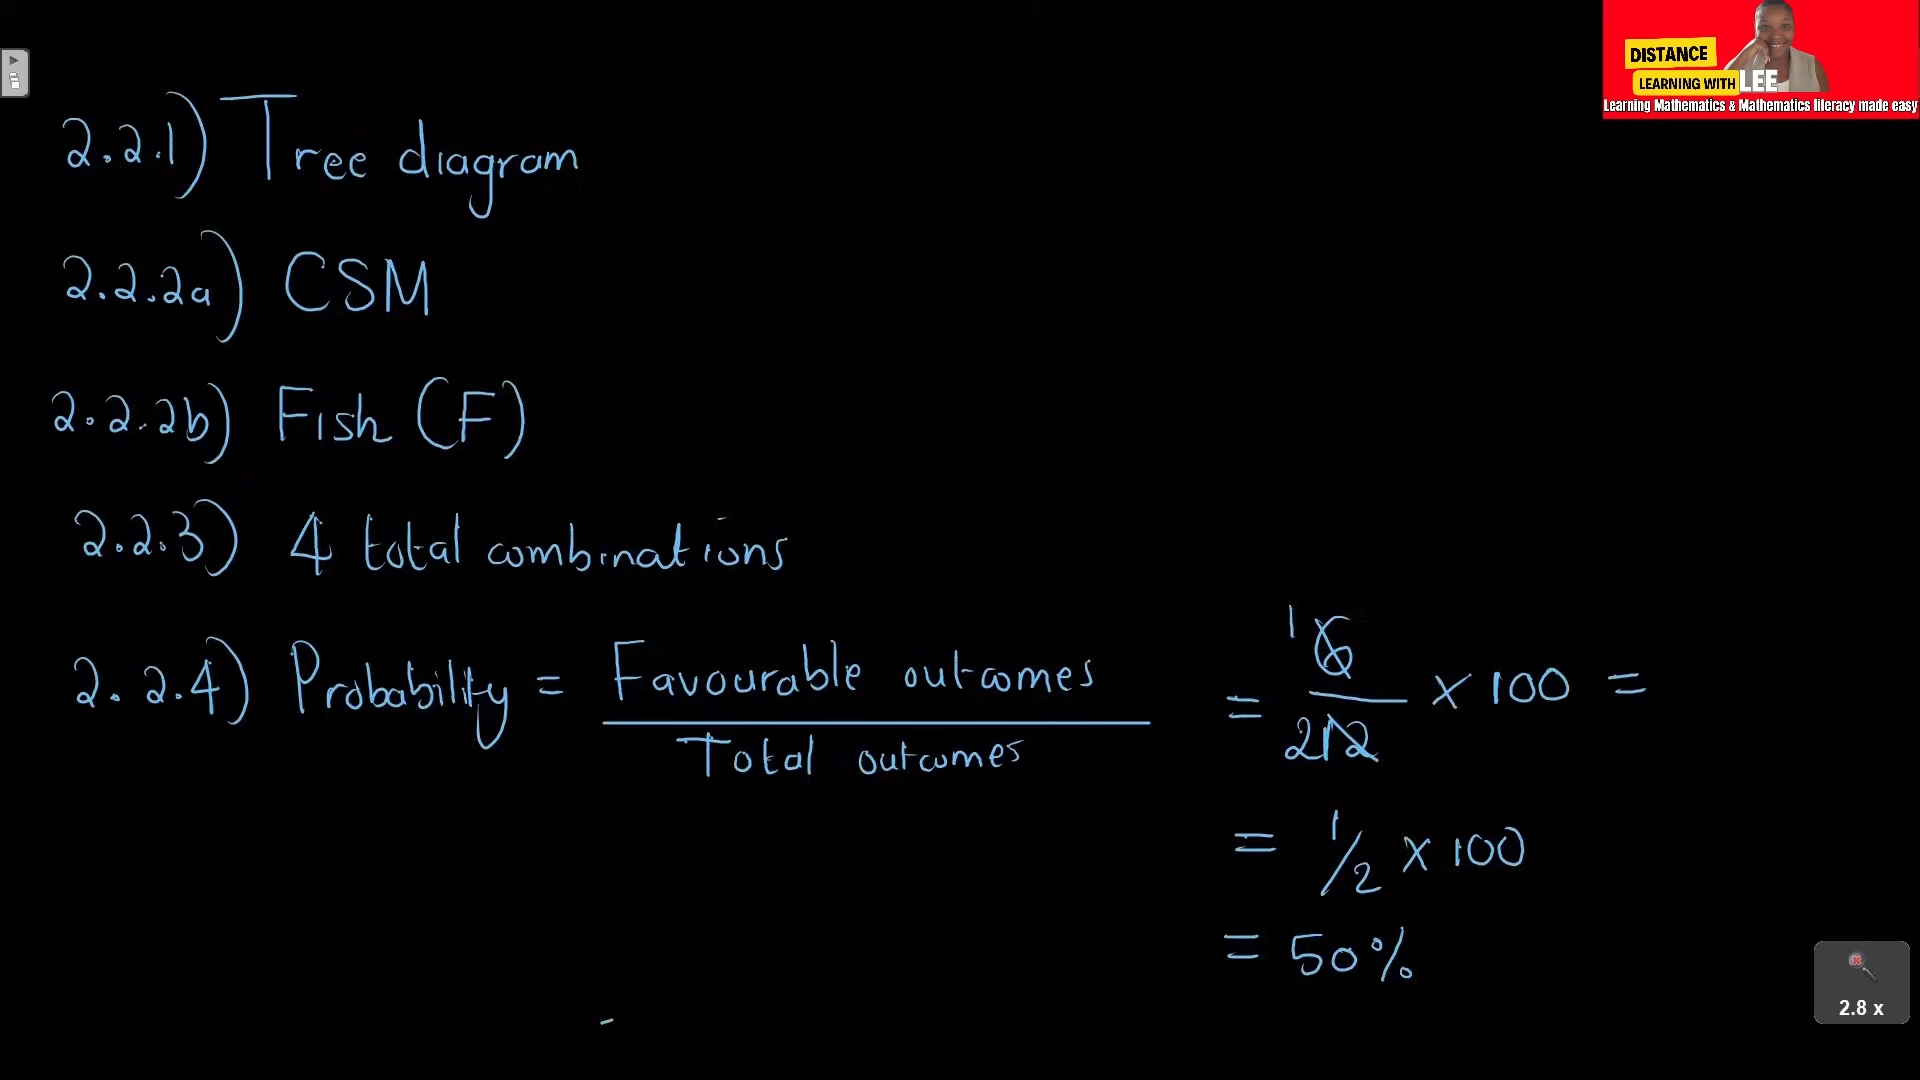 DISTANCE
LEARNING WITH LEE
Learning Mathematics & Mathematics literacy made easy
2.2.1) Tree diagram
2.2.2a) CSM
2.2.2b) Fish (F)
2.2.3) 4 total combinations
2.2.4) Probability = Favourable outcomes / Total outcomes = 1 6 / 2 12 × 100 =
= 1/2 × 100
= 50%
2.8 x